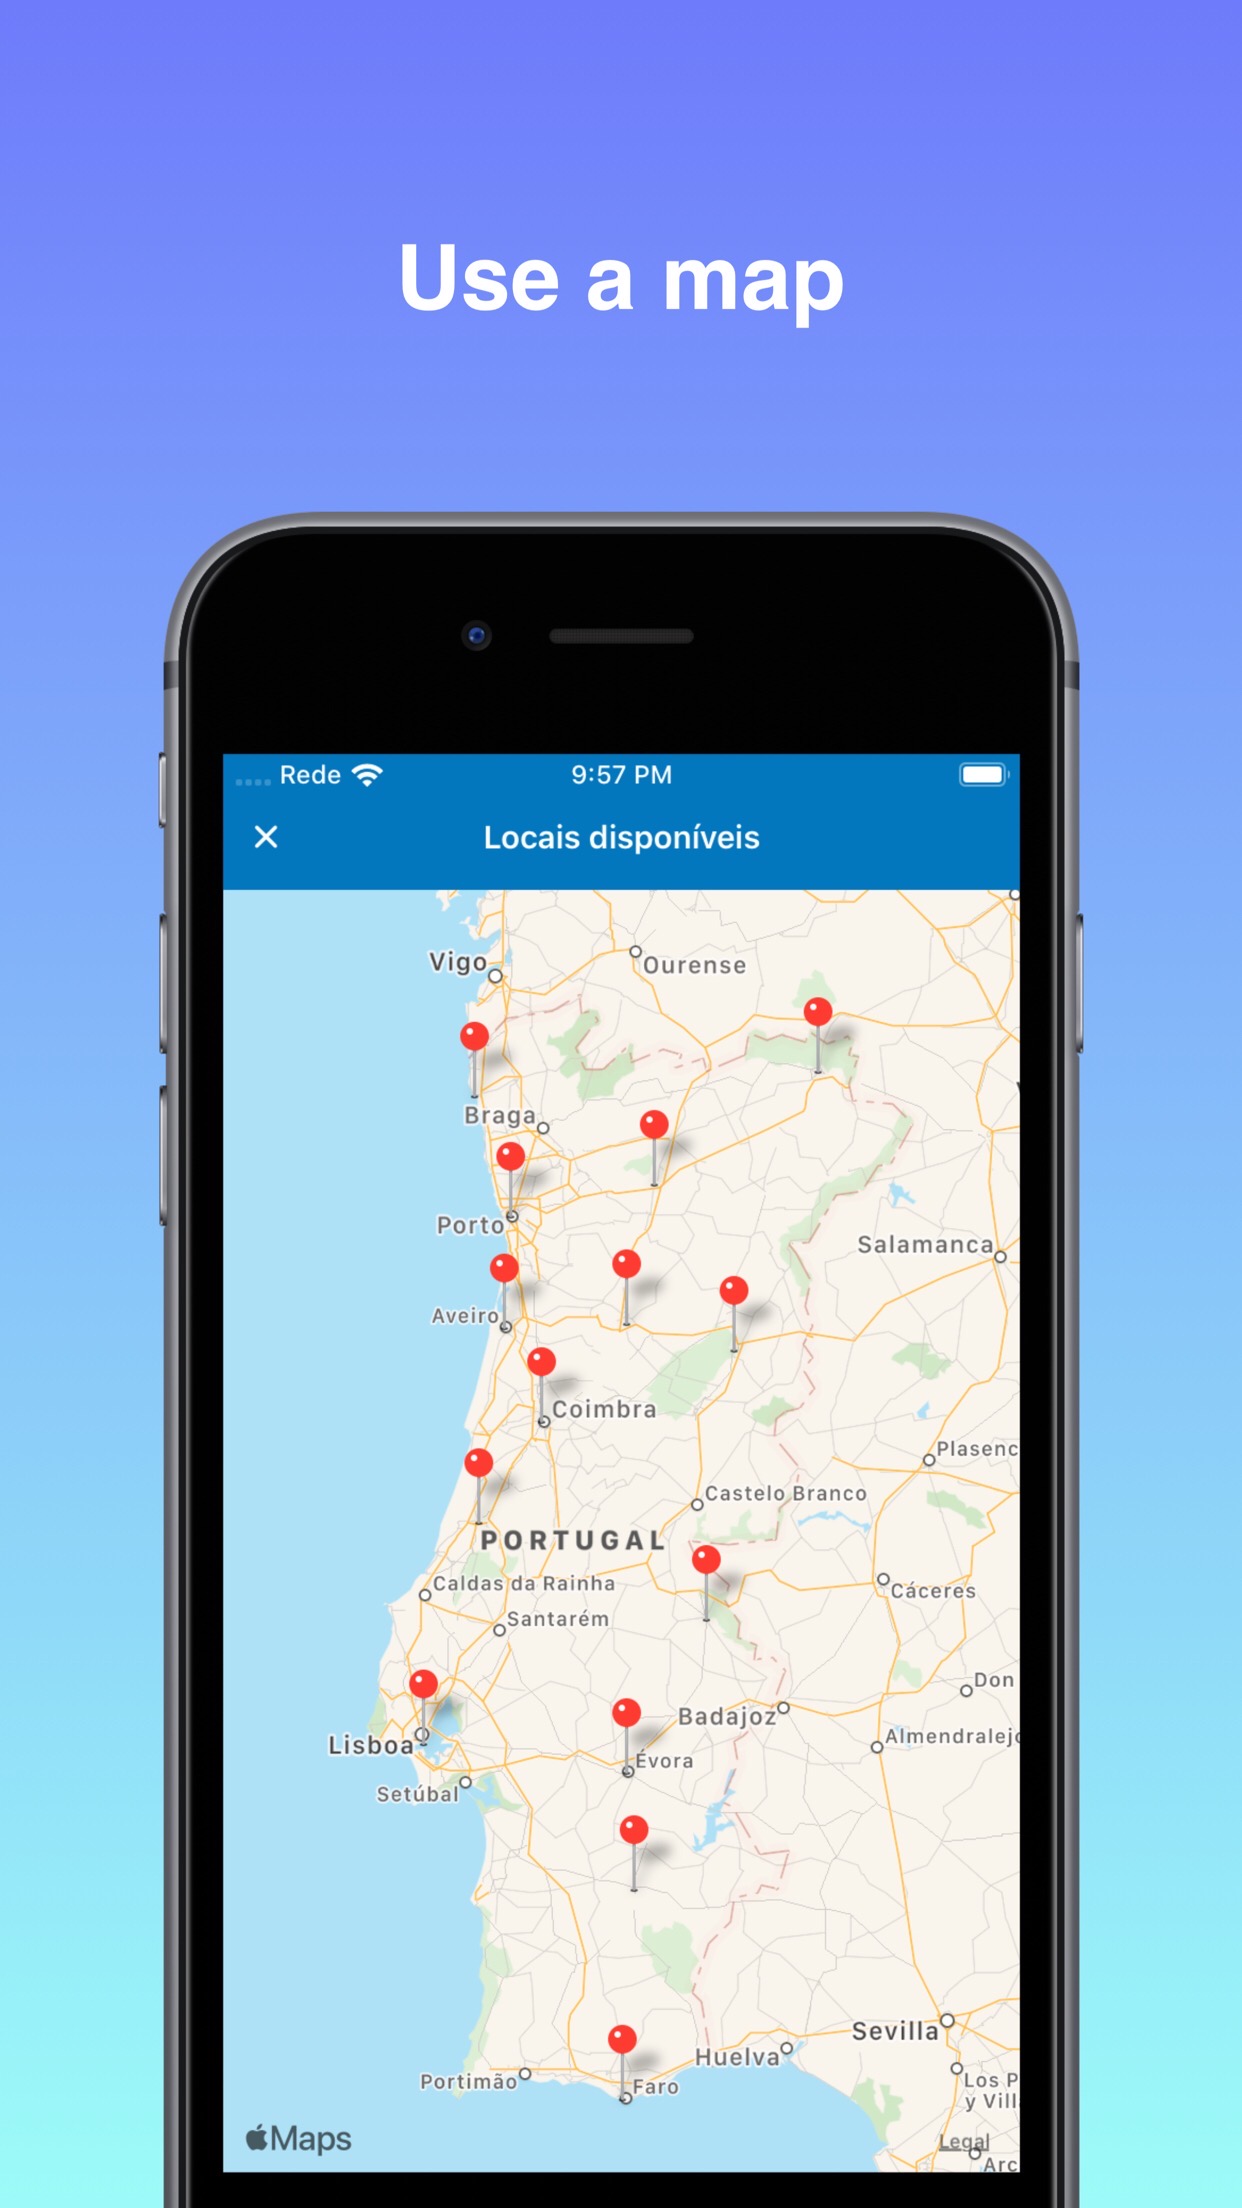 Use a map
Rede 9:57 PM
Locais disponíveis
Vigo
Ourense
Braga
Porto
Salamanca
Aveiro
Coimbra
Plasenc
Castelo Branco
PORTUGAL
Caldas da Rainha
Cáceres
Santarém
Don
Badajoz
Almendralejo
Lisboa
Évora
Setúbal
Sevilla
Huelva
Portimão
Faro
Los P
y Vill
Maps
Legal
Arc